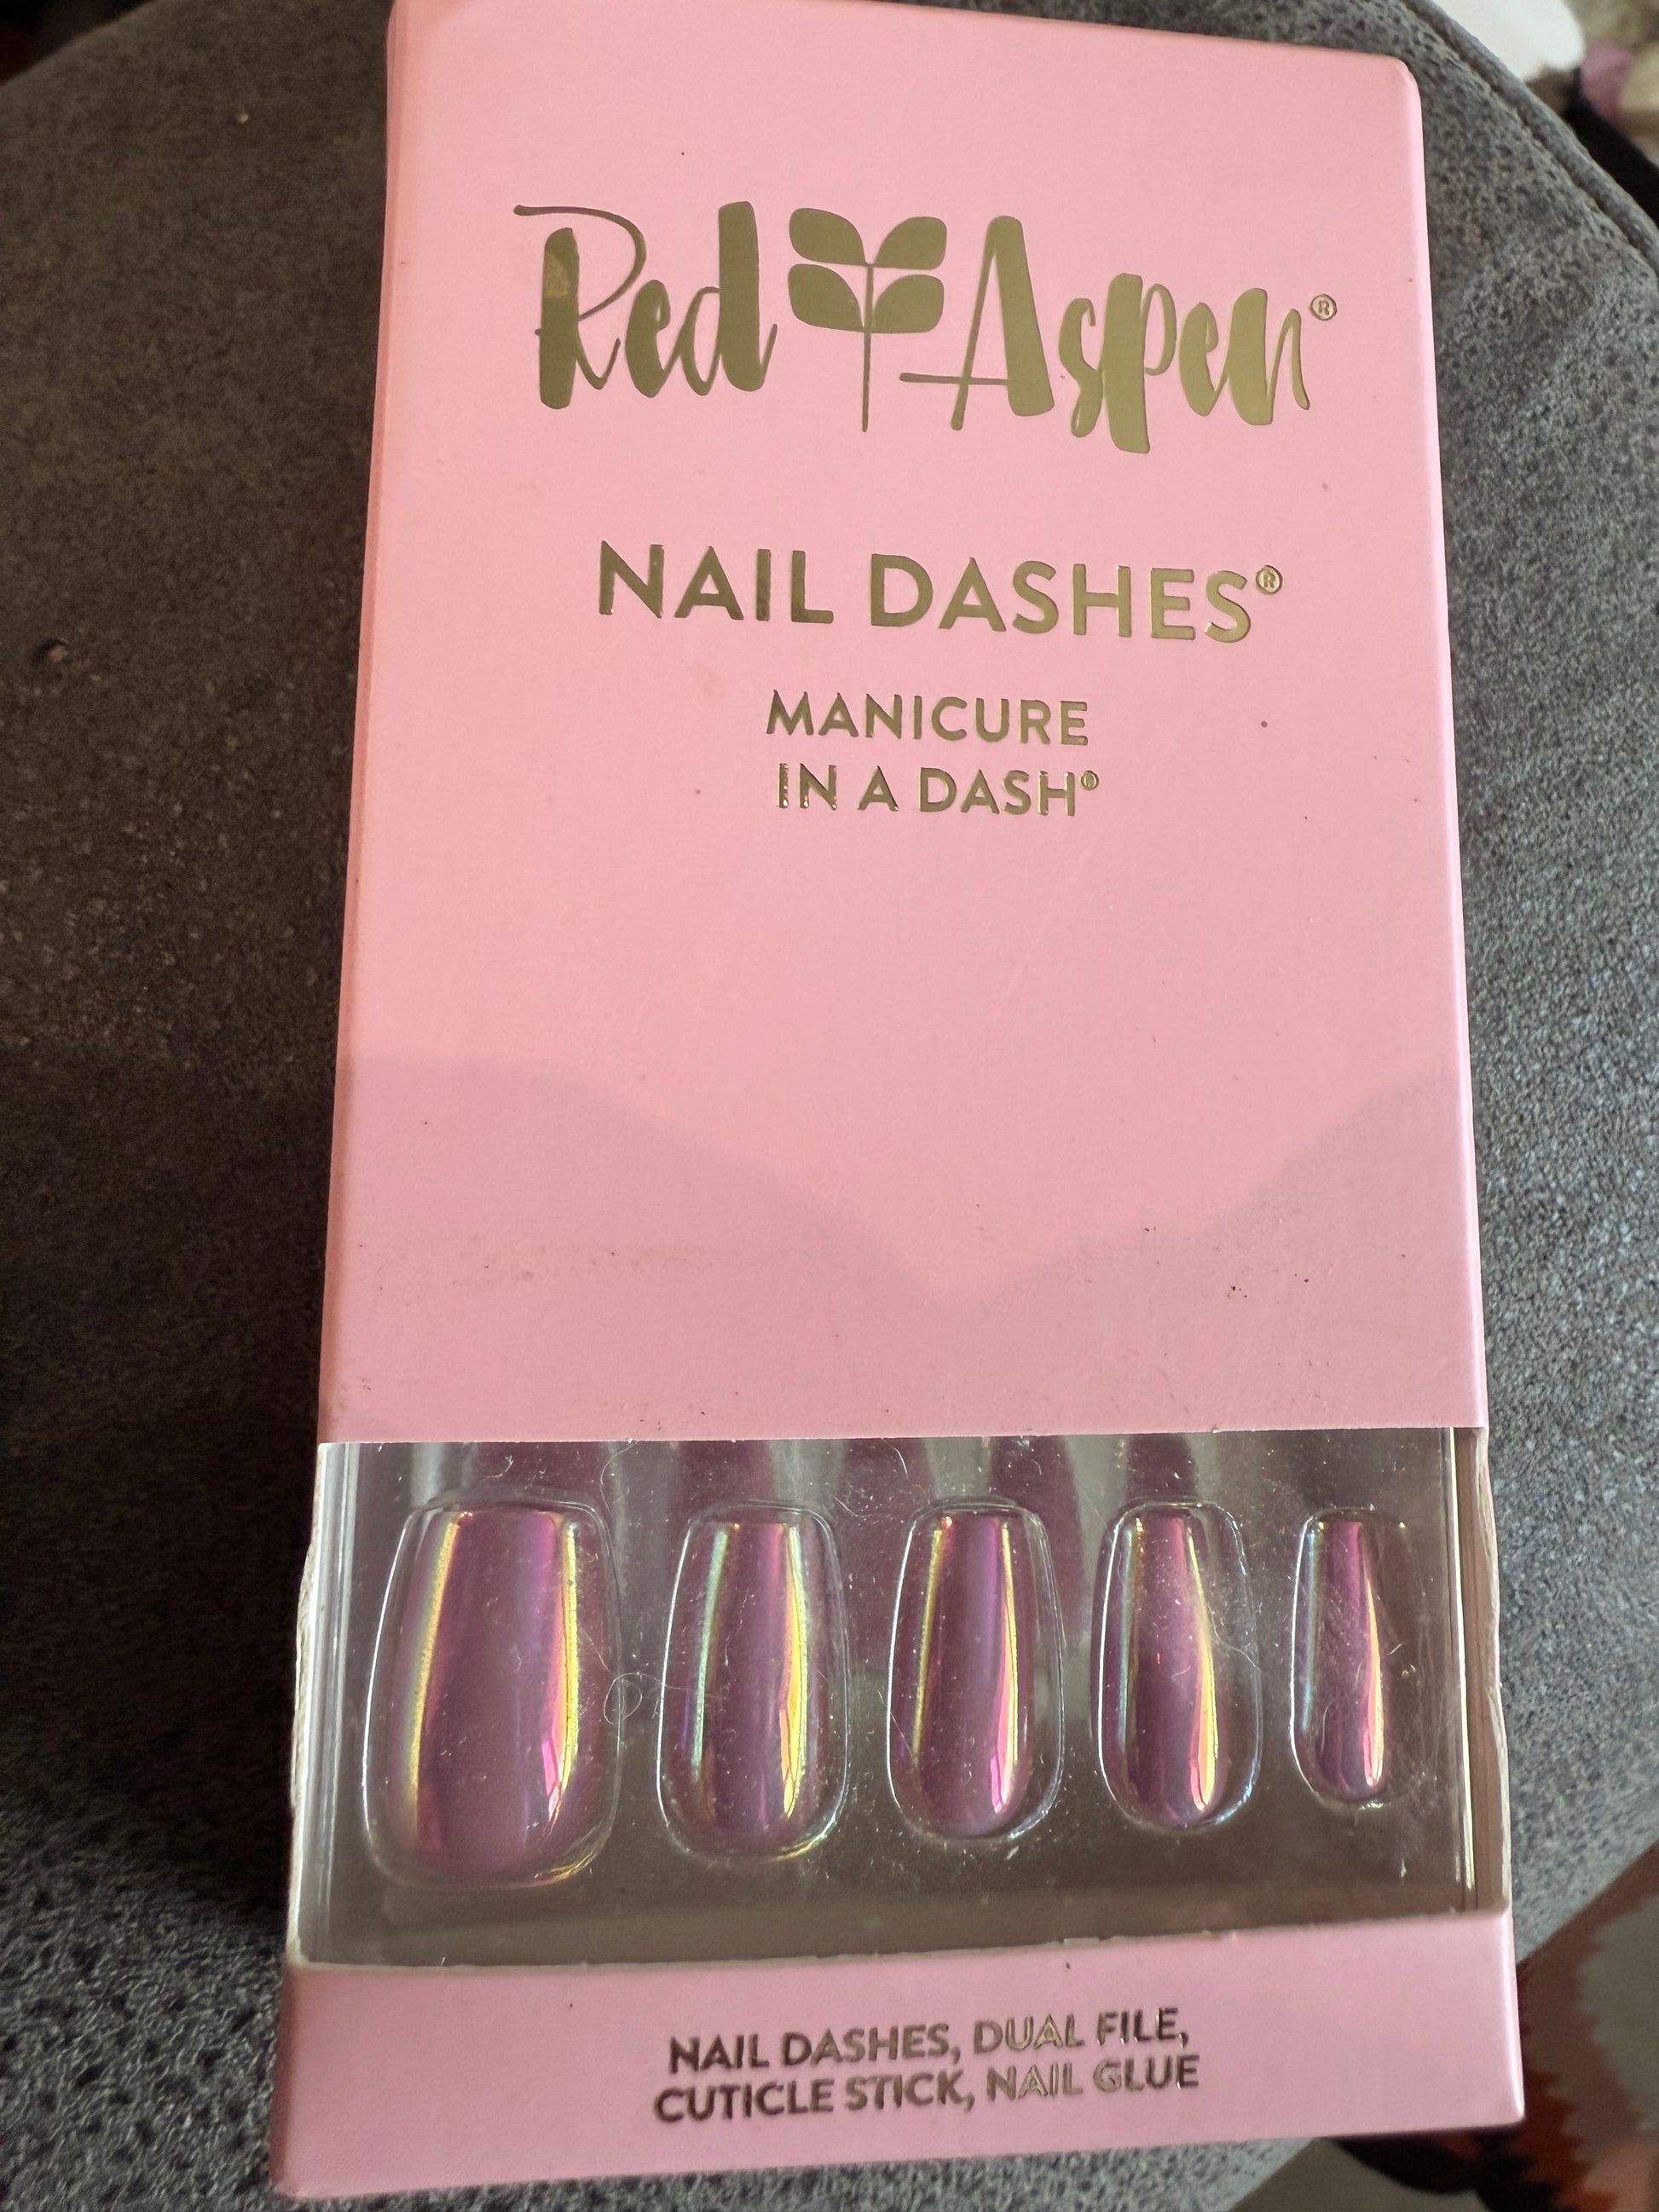 Red Aspen®
NAIL DASHES®
MANICURE
IN A DASH®
NAIL DASHES, DUAL FILE,
CUTICLE STICK, NAIL GLUE